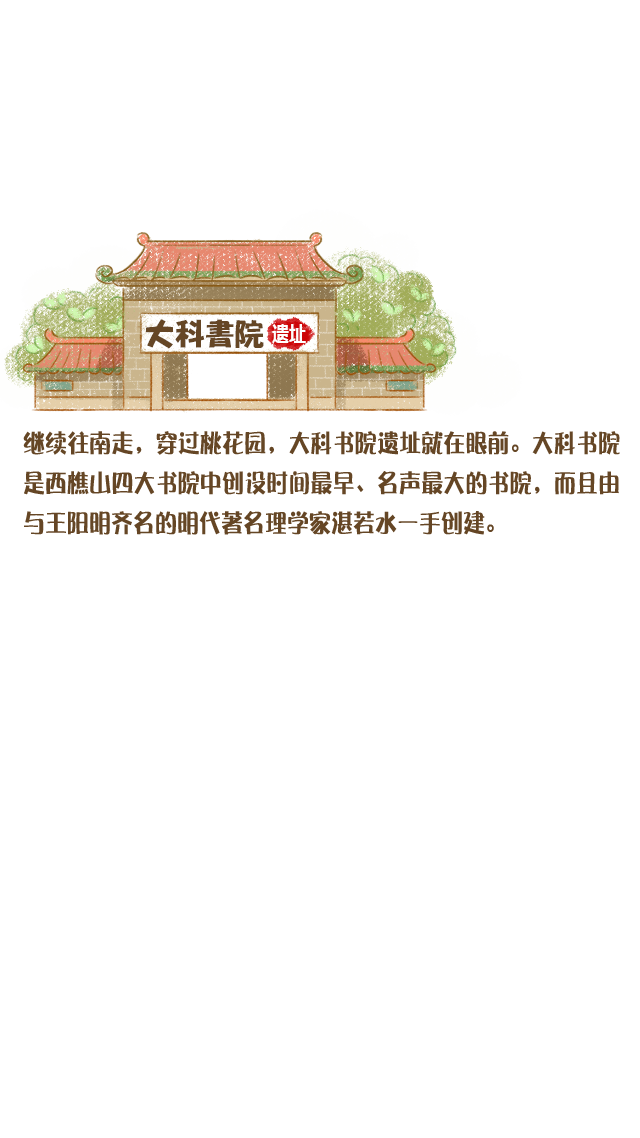 大科書院 遗址
继续往南走，穿过桃花园，大科书院遗址就在眼前。大科书院
是西樵山四大书院中创设时间最早、名声最大的书院，而且由
与王阳明齐名的明代著名理学家湛若水一手创建。